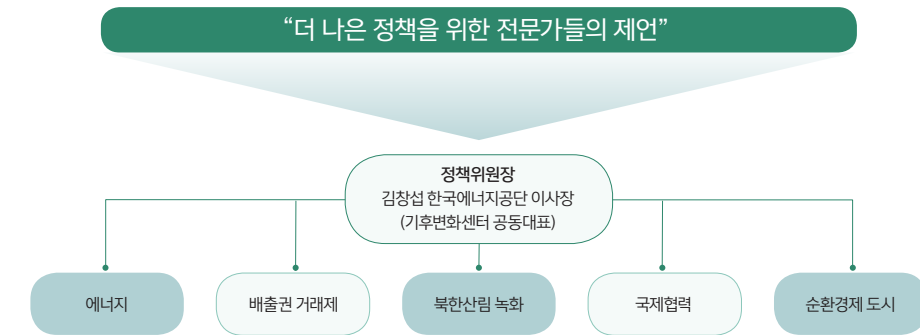 “더 나은 정책을 위한 전문가들의 제언”
정책위원장
김창섭 한국에너지공단 이사장
(기후변화센터 공동대표)
에너지
배출권 거래제
북한산림 녹화
국제협력
순환경제 도시